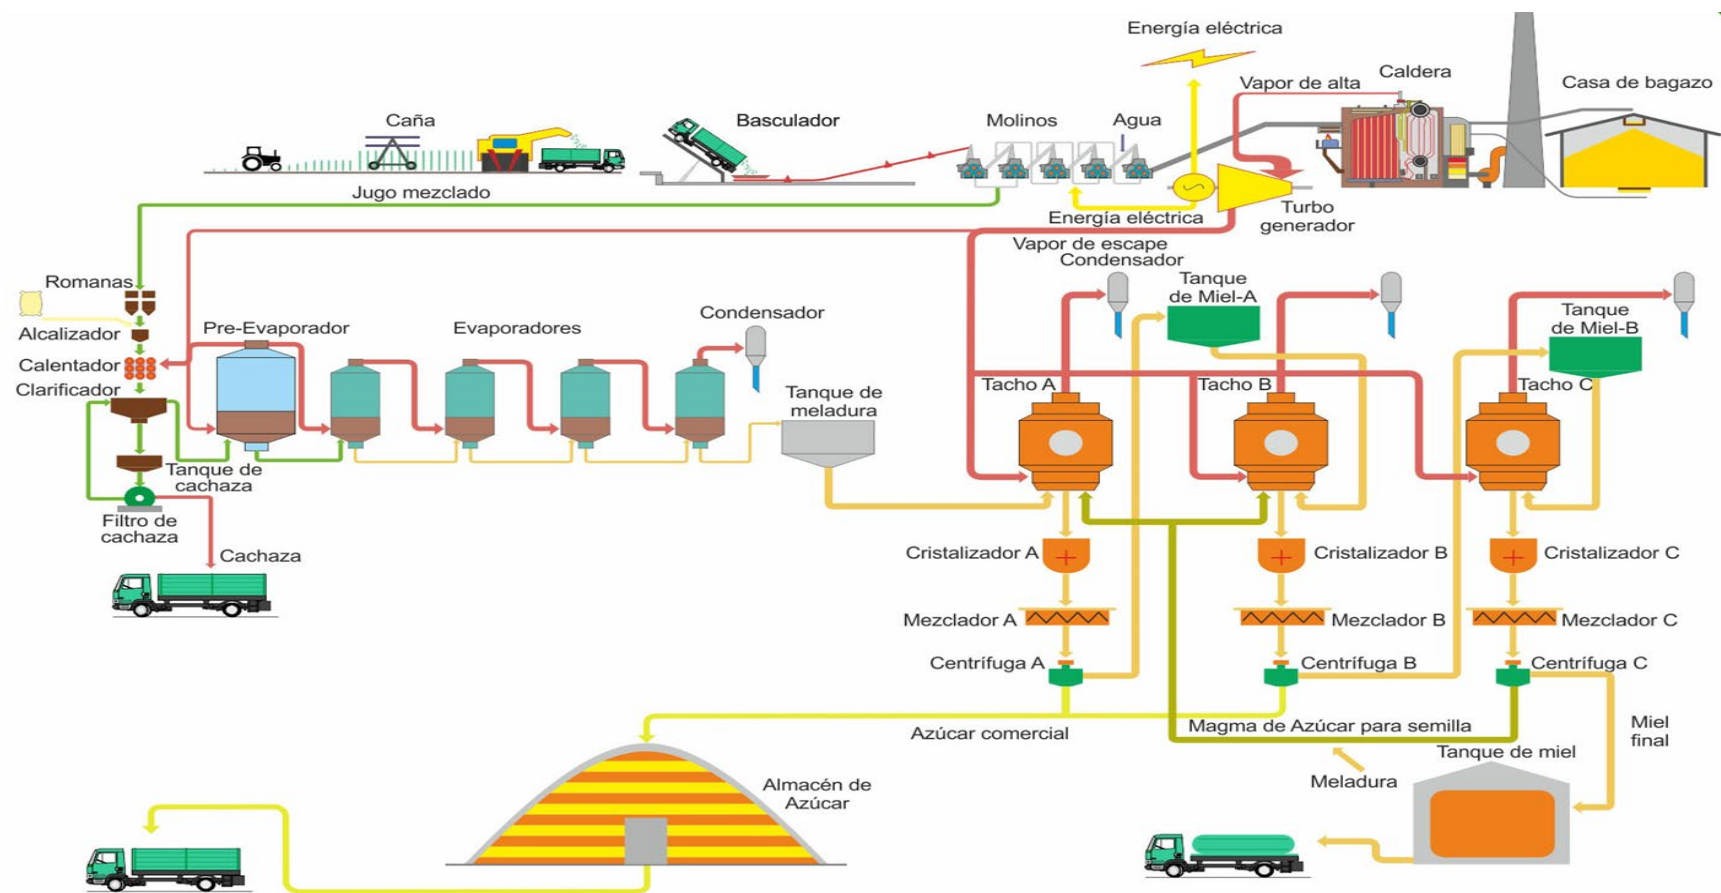 Energía eléctrica
Vapor de alta
Caldera
Casa de bagazo
Caña
Basculador
Molinos
Agua
Jugo mezclado
Energía eléctrica
Turbo
generador
Vapor de escape
Condensador
Tanque
de Miel-A
Tanque
de Miel-B
Romanas
Alcalizador
Calentador
Clarificador
Pre-Evaporador
Evaporadores
Condensador
Tanque de
meladura
Tacho A
Tacho B
Tacho C
Tanque de
cachaza
Filtro de
cachaza
Cachaza
Cristalizador A
Cristalizador B
Cristalizador C
Mezclador A
Mezclador B
Mezclador C
Centrífuga A
Centrífuga B
Centrífuga C
Azúcar comercial
Magma de Azúcar para semilla
Miel
final
Tanque de miel
Meladura
Almacén de
Azúcar